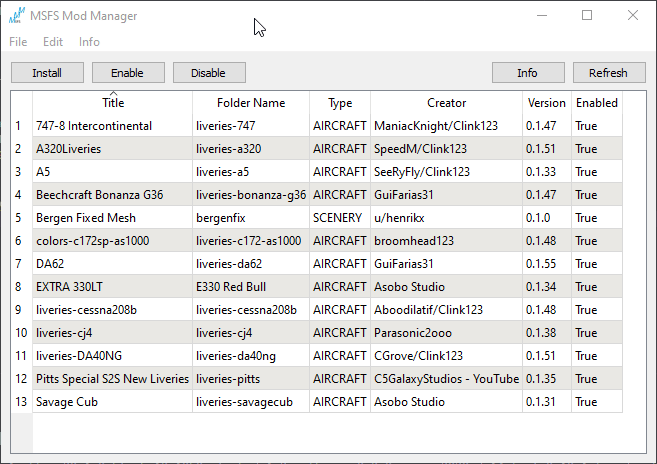 MSFS Mod Manager
File Edit Info
Install Enable Disable Info Refresh
Title Folder Name Type Creator Version Enabled
1 747-8 Intercontinental liveries-747 AIRCRAFT ManiacKnight/Clink123 0.1.47 True
2 A320Liveries liveries-a320 AIRCRAFT SpeedM/Clink123 0.1.51 True
3 A5 liveries-a5 AIRCRAFT SeeRyFly/Clink123 0.1.33 True
4 Beechcraft Bonanza G36 liveries-bonanza-g36 AIRCRAFT GuiFarias31 0.1.47 True
5 Bergen Fixed Mesh bergenfix SCENERY u/henrikx 0.1.0 True
6 colors-c172sp-as1000 liveries-c172-as1000 AIRCRAFT broomhead123 0.1.48 True
7 DA62 liveries-da62 AIRCRAFT GuiFarias31 0.1.55 True
8 EXTRA 330LT E330 Red Bull AIRCRAFT Asobo Studio 0.1.34 True
9 liveries-cessna208b liveries-cessna208b AIRCRAFT Aboodilatif/Clink123 0.1.48 True
10 liveries-cj4 liveries-cj4 AIRCRAFT Parasonic2ooo 0.1.38 True
11 liveries-DA40NG liveries-da40ng AIRCRAFT CGrove/Clink123 0.1.51 True
12 Pitts Special S2S New Liveries liveries-pitts AIRCRAFT C5GalaxyStudios - YouTube 0.1.35 True
13 Savage Cub liveries-savagecub AIRCRAFT Asobo Studio 0.1.31 True